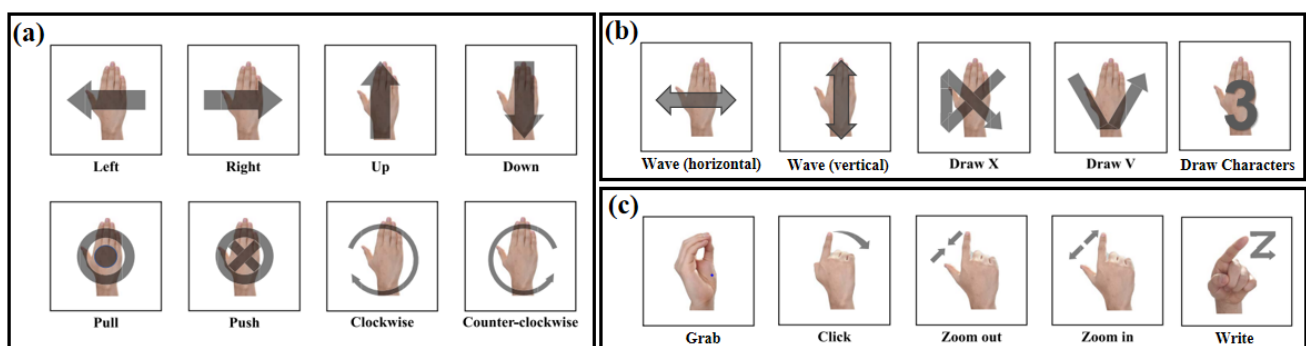 (a)
Left Right Up Down
Pull Push Clockwise Counter-clockwise
(b)
Wave (horizontal) Wave (vertical) Draw X Draw V Draw Characters
3
(c)
Grab Click Zoom out Zoom in Write
Z